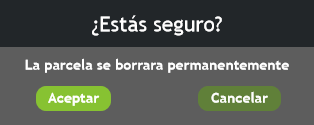 ¿Estás seguro?
La parcela se borrara permanentemente
Aceptar Cancelar